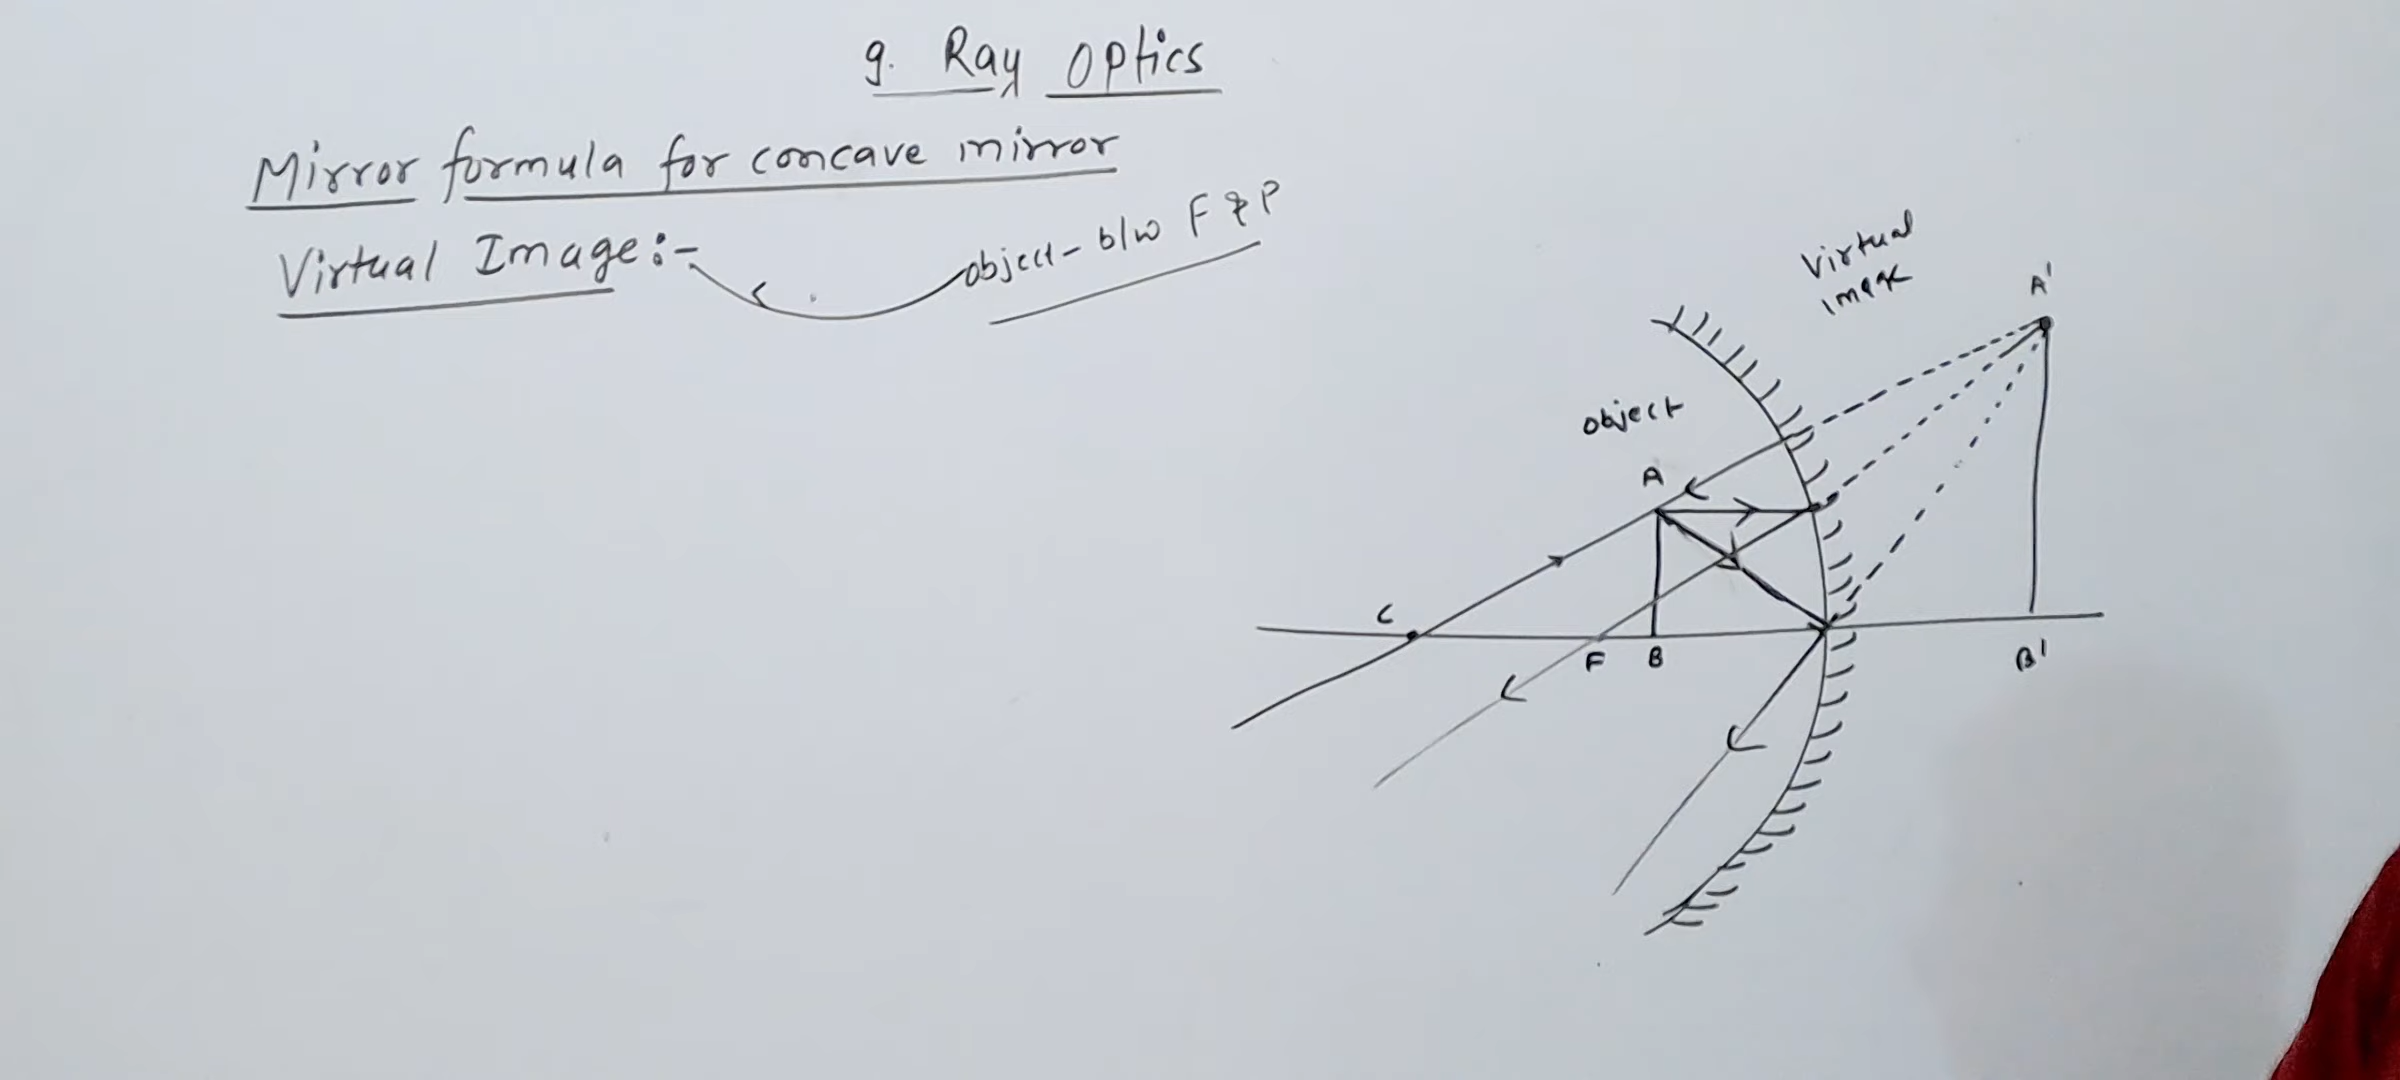 9. Ray Optics
Mirror formula for concave mirror
Virtual Image:-
object - b/w F & P
Virtual
Image
A'
object
A
C
F B
B'